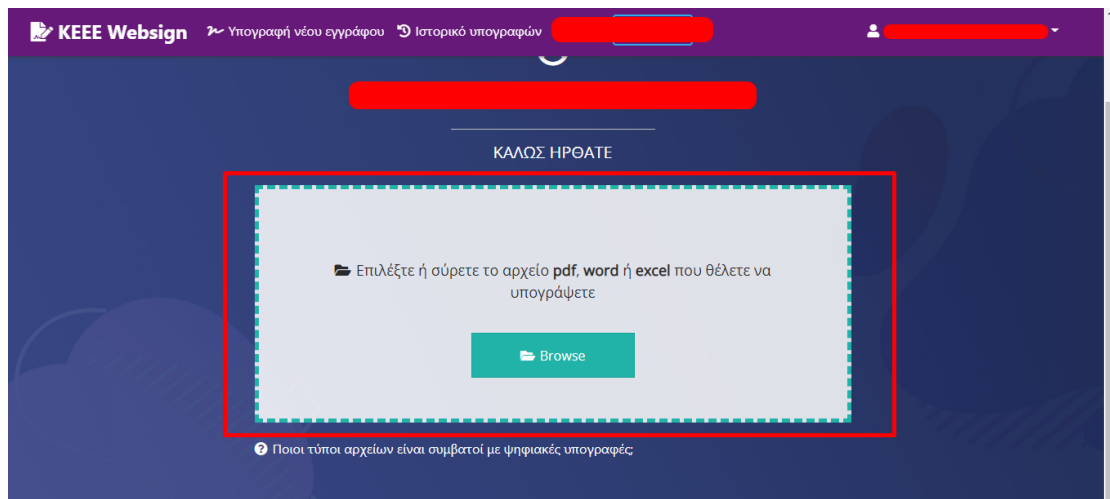 KEEE Websign Υπογραφή νέου εγγράφου Ιστορικό υπογραφών
ΚΑΛΩΣ ΗΡΘΑΤΕ
Επιλέξτε ή σύρετε το αρχείο pdf, word ή excel που θέλετε να
υπογράψετε
Browse
Ποιοι τύποι αρχείων είναι συμβατοί με ψηφιακές υπογραφές;